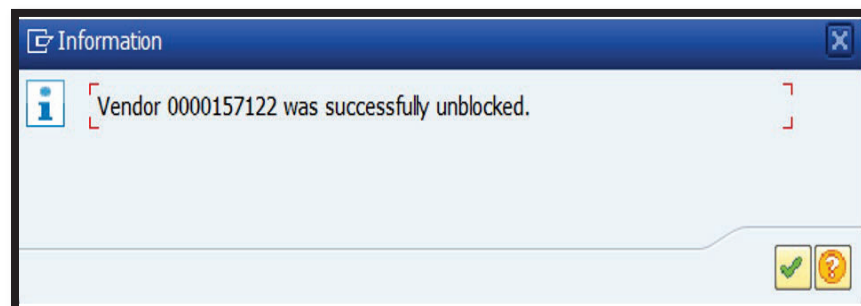 Information
Vendor 0000157122 was successfully unblocked.